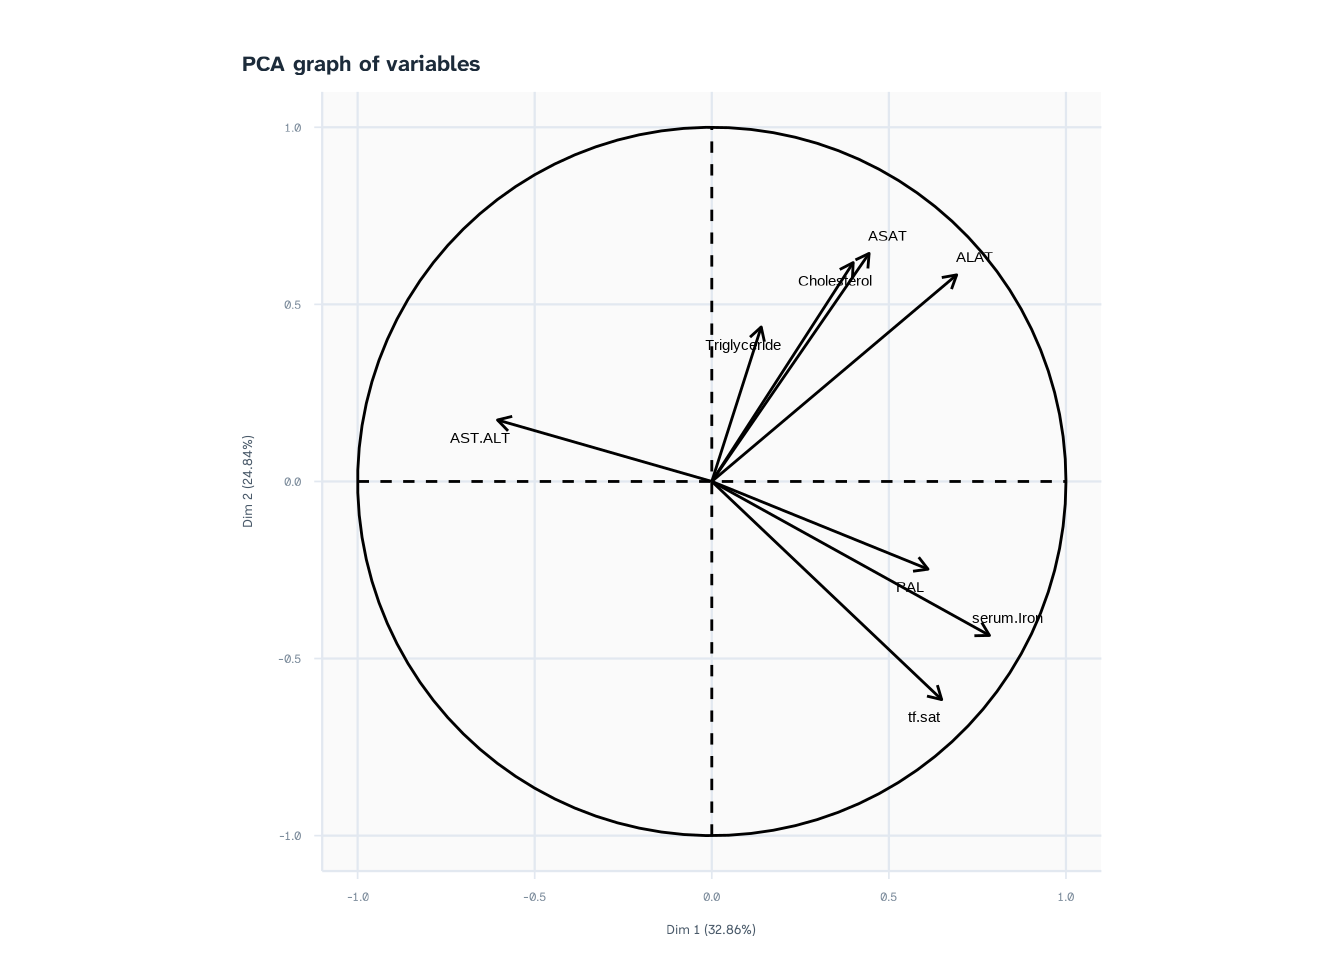 PCA graph of variables
1.0
ASAT
ALAT
Cholesterol
0.5
Triglyceride
AST.ALT
Dim 2 (24.84%)
0.0
PAL
serum.Iron
-0.5
tf.sat
-1.0
-1.0
-0.5
0.0
0.5
1.0
Dim 1 (32.86%)